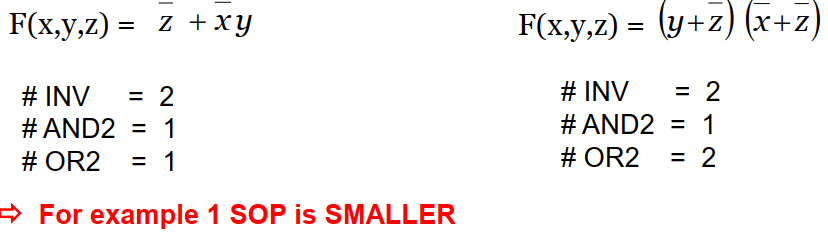 F(x,y,z) = z̅ + x̅y
# INV = 2
# AND2 = 1
# OR2 = 1
F(x,y,z) = (y+z̅) (x̅+z̅)
# INV = 2
# AND2 = 1
# OR2 = 2
⇨ For example 1 SOP is SMALLER